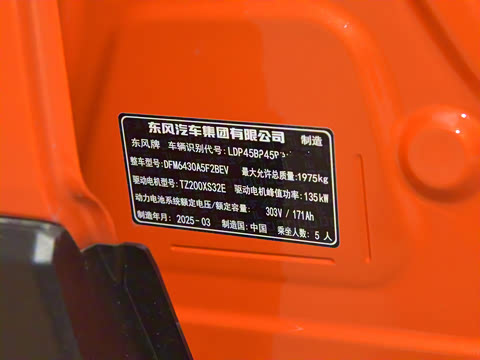 东风汽车集团有限公司 制造
东风牌 车辆识别代号:LDP45B245
整车型号:DFM6430A5F2BEV 最大允许总质量:1975kg
驱动电机型号:TZ200XS32E 驱动电机峰值功率:135kW
动力电池系统额定电压/额定容量: 303V / 171Ah
制造年月: 2025-03 制造国:中国 乘坐人数: 5 人